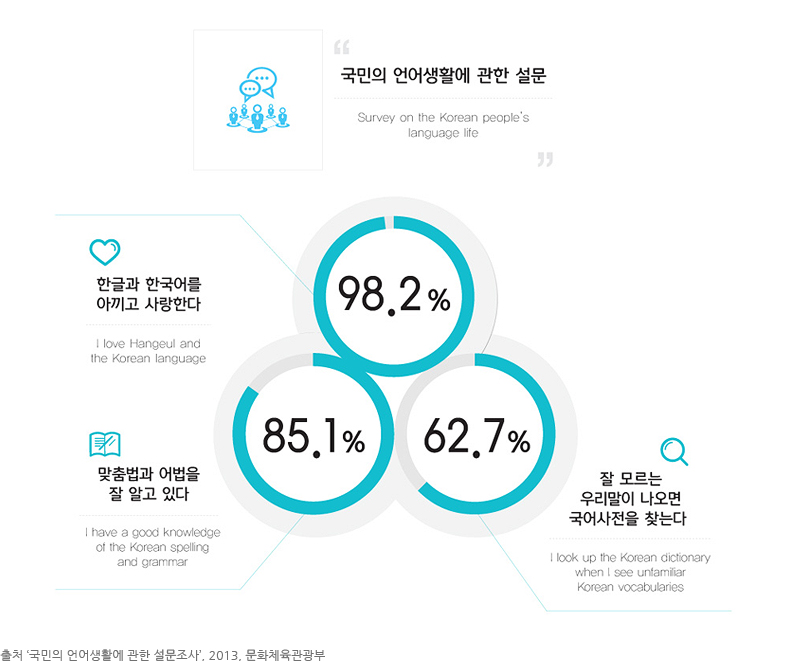 “
국민의 언어생활에 관한 설문
Survey on the Korean people's
language life
”
한글과 한국어를
아끼고 사랑한다
I love Hangeul and
the Korean language
98.2%
85.1%
62.7%
맞춤법과 어법을
잘 알고 있다
I have a good knowledge
of the Korean spelling
and grammar
잘 모르는
우리말이 나오면
국어사전을 찾는다
I look up the Korean dictionary
when I see unfamiliar
Korean vocabularies
출처 '국민의 언어생활에 관한 설문조사', 2013, 문화체육관광부